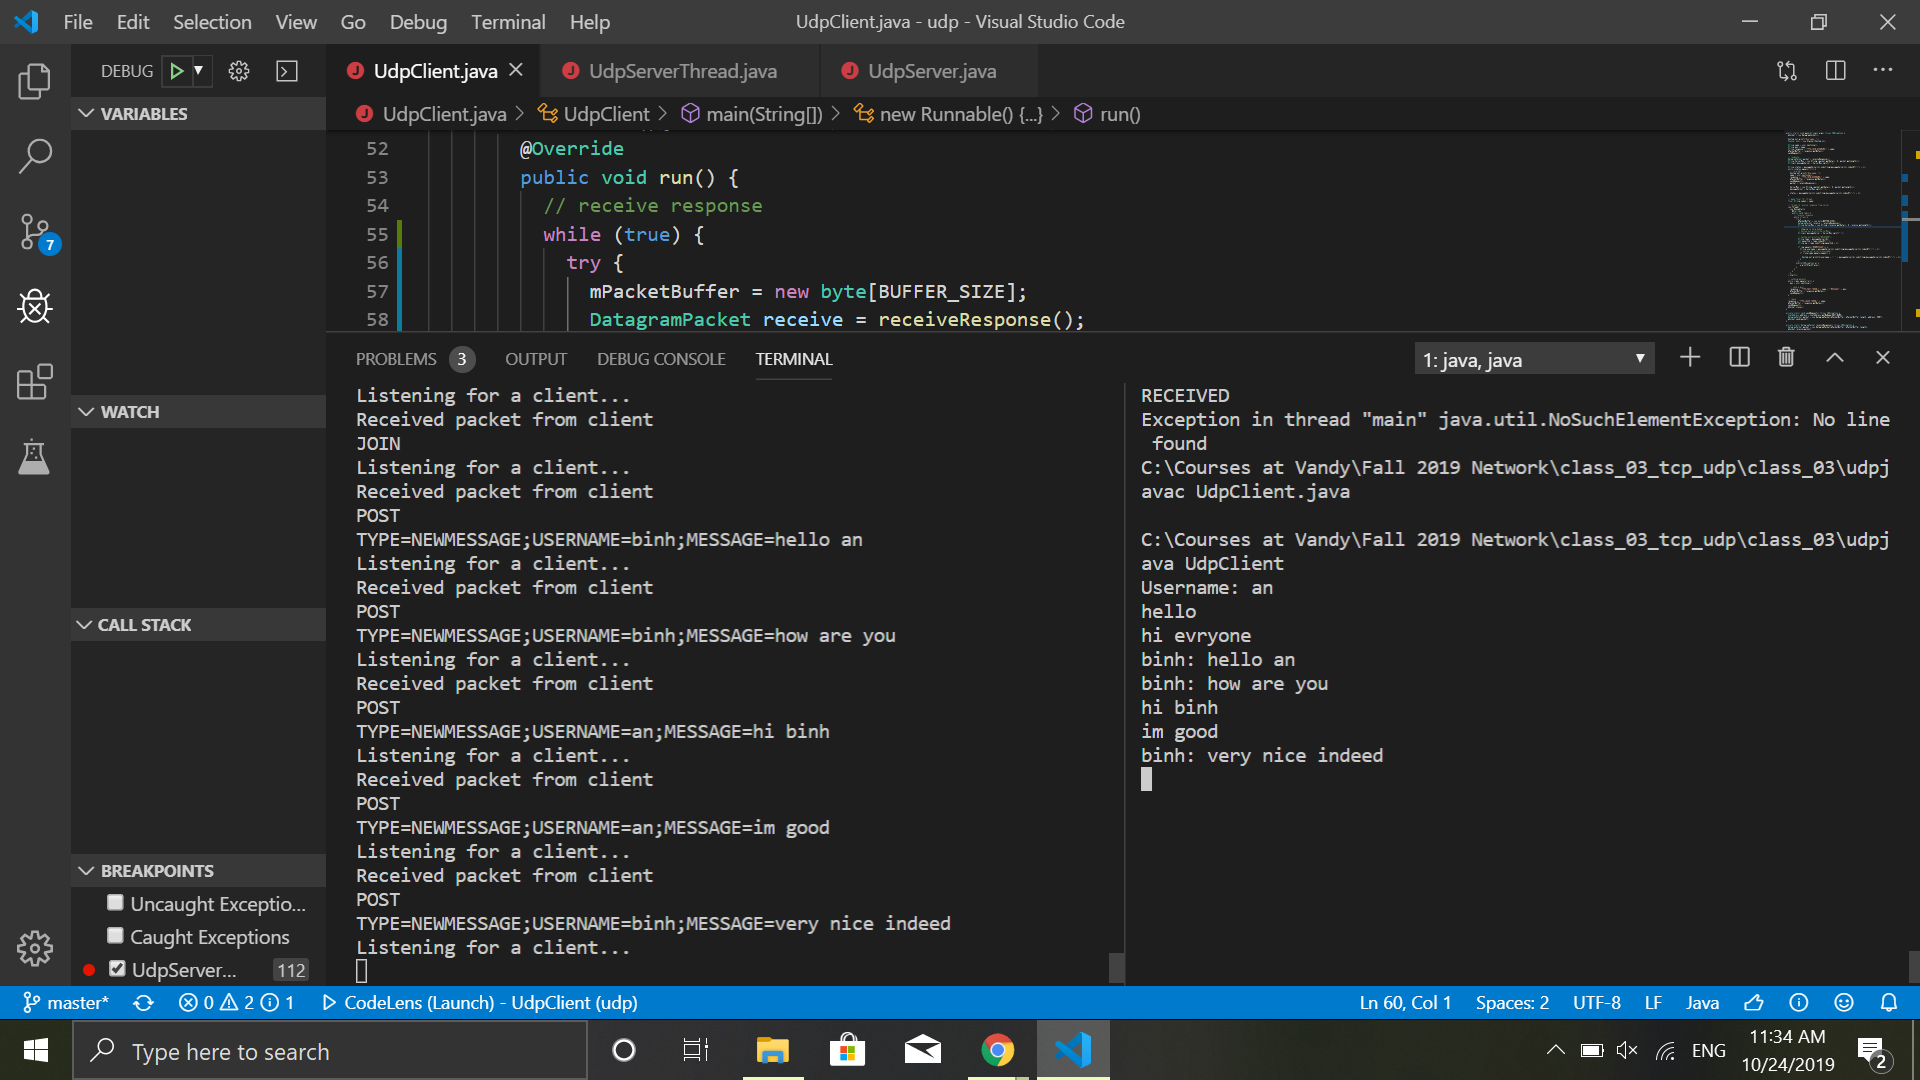 File Edit Selection View Go Debug Terminal Help
UdpClient.java - udp - Visual Studio Code
DEBUG
UdpClient.java
UdpServerThread.java
UdpServer.java
VARIABLES
UdpClient.java > UdpClient > main(String[]) > new Runnable() {...} > run()
52 @Override
53 public void run() {
54 // receive response
55 while (true) {
56 try {
57 mPacketBuffer = new byte[BUFFER_SIZE];
58 DatagramPacket receive = receiveResponse();
7
WATCH
CALL STACK
BREAKPOINTS
Uncaught Exceptio...
Caught Exceptions
UdpServer... 112
PROBLEMS 3 OUTPUT DEBUG CONSOLE TERMINAL
1: java, java
Listening for a client...
Received packet from client
JOIN
Listening for a client...
Received packet from client
POST
TYPE=NEWMESSAGE;USERNAME=binh;MESSAGE=hello an
Listening for a client...
Received packet from client
POST
TYPE=NEWMESSAGE;USERNAME=binh;MESSAGE=how are you
Listening for a client...
Received packet from client
POST
TYPE=NEWMESSAGE;USERNAME=an;MESSAGE=hi binh
Listening for a client...
Received packet from client
POST
TYPE=NEWMESSAGE;USERNAME=an;MESSAGE=im good
Listening for a client...
Received packet from client
POST
TYPE=NEWMESSAGE;USERNAME=binh;MESSAGE=very nice indeed
Listening for a client...
RECEIVED
Exception in thread "main" java.util.NoSuchElementException: No line
found
C:\Courses at Vandy\Fall 2019 Network\class_03_tcp_udp\class_03\udpj
avac UdpClient.java
C:\Courses at Vandy\Fall 2019 Network\class_03_tcp_udp\class_03\udpj
ava UdpClient
Username: an
hello
hi evryone
binh: hello an
binh: how are you
hi binh
im good
binh: very nice indeed
master* 0 2 1 CodeLens (Launch) - UdpClient (udp)
Ln 60, Col 1 Spaces: 2 UTF-8 LF Java
Type here to search
ENG
11:34 AM
10/24/2019
2